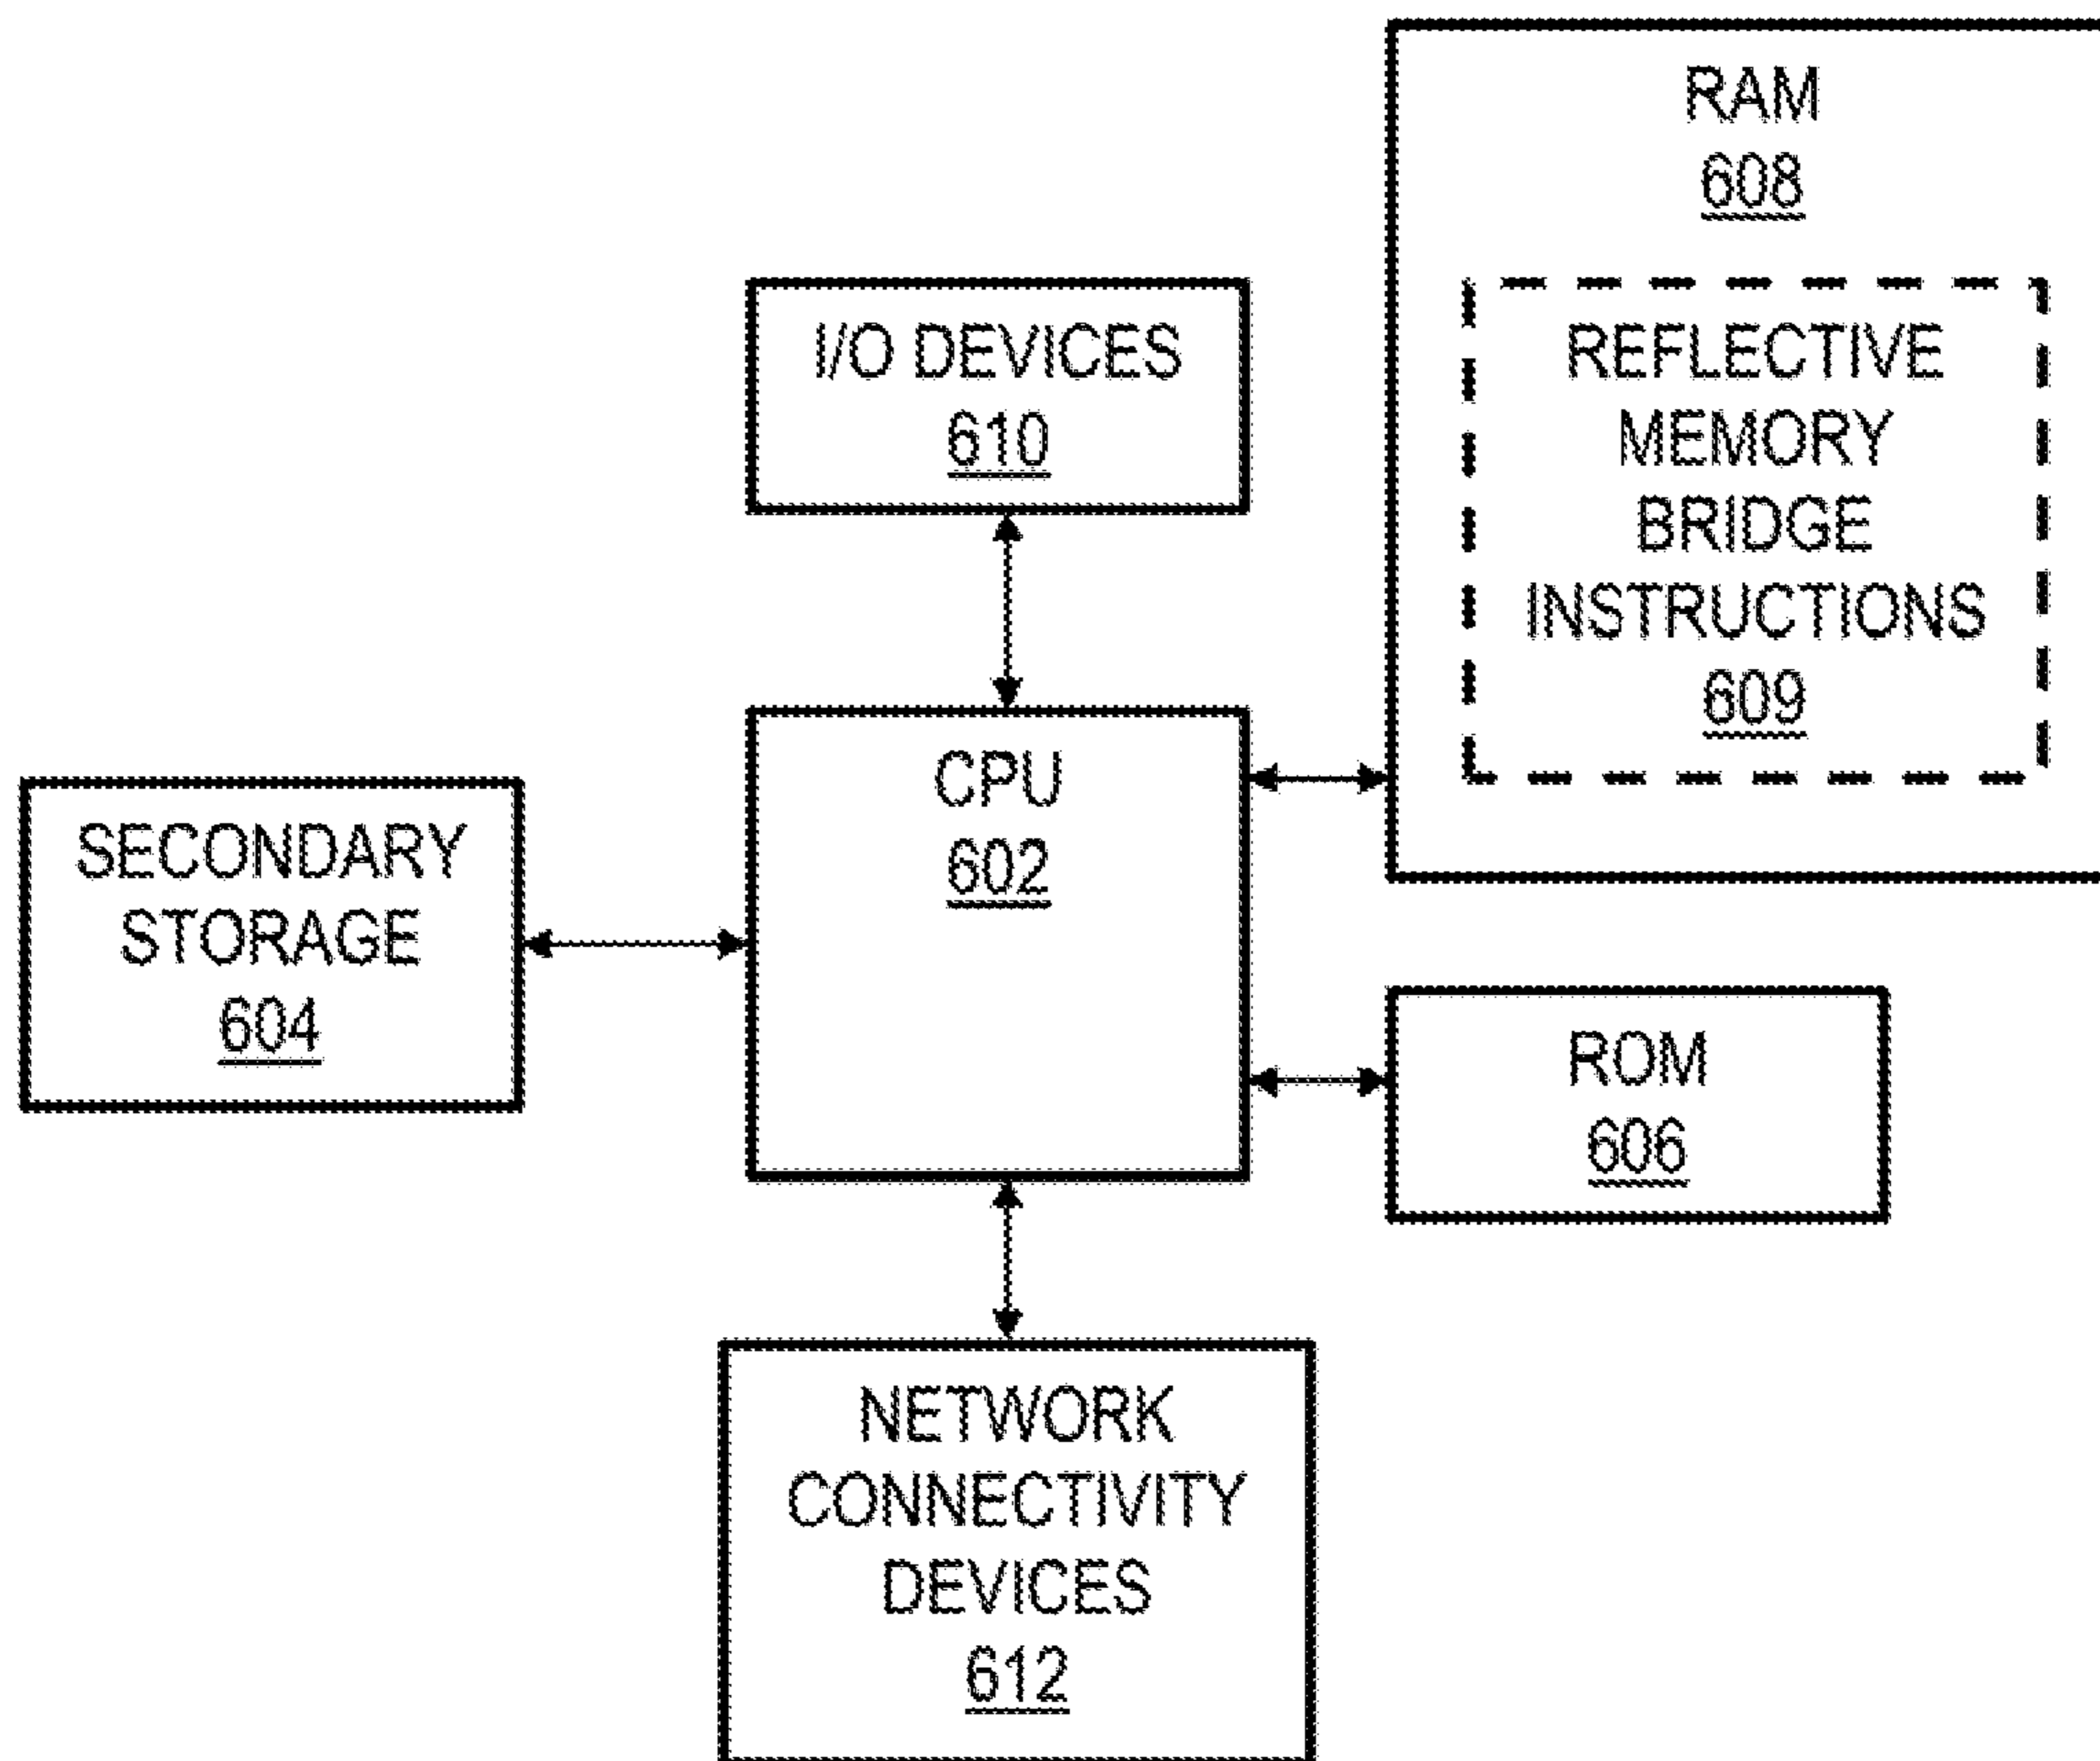 RAM
608
REFLECTIVE
MEMORY
BRIDGE
INSTRUCTIONS
609
I/O DEVICES
610
CPU
602
SECONDARY
STORAGE
604
ROM
606
NETWORK
CONNECTIVITY
DEVICES
612